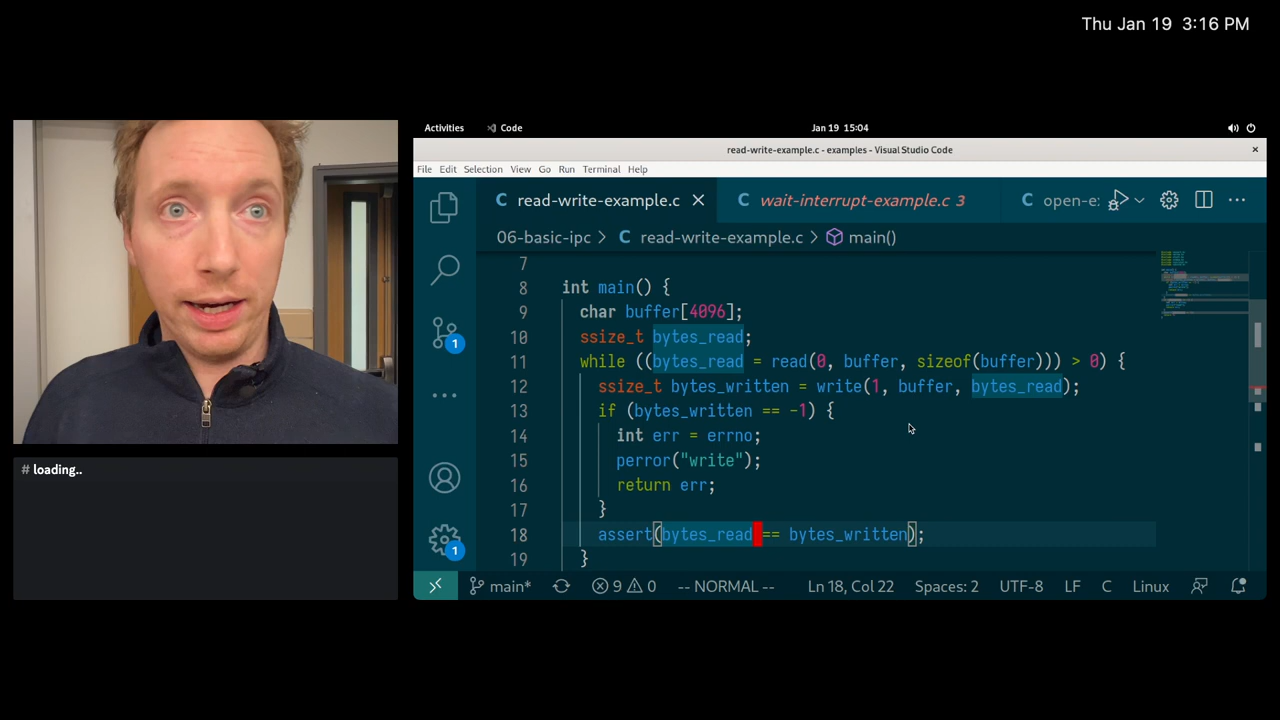 Thu Jan 19 3:16 PM
Activities Code Jan 19 15:04
read-write-example.c - examples - Visual Studio Code ×
File Edit Selection View Go Run Terminal Help
C read-write-example.c × C wait-interrupt-example.c 3 C open-e:
06-basic-ipc > C read-write-example.c > main()
7
8 int main() {
9 char buffer[4096];
10 ssize_t bytes_read;
11 while ((bytes_read = read(0, buffer, sizeof(buffer))) > 0) {
12 ssize_t bytes_written = write(1, buffer, bytes_read);
13 if (bytes_written == -1) {
14 int err = errno;
15 perror("write");
16 return err;
17 }
18 assert(bytes_read == bytes_written);
19 }
1
1
main* 9 0 -- NORMAL -- Ln 18, Col 22 Spaces: 2 UTF-8 LF C Linux
# loading..